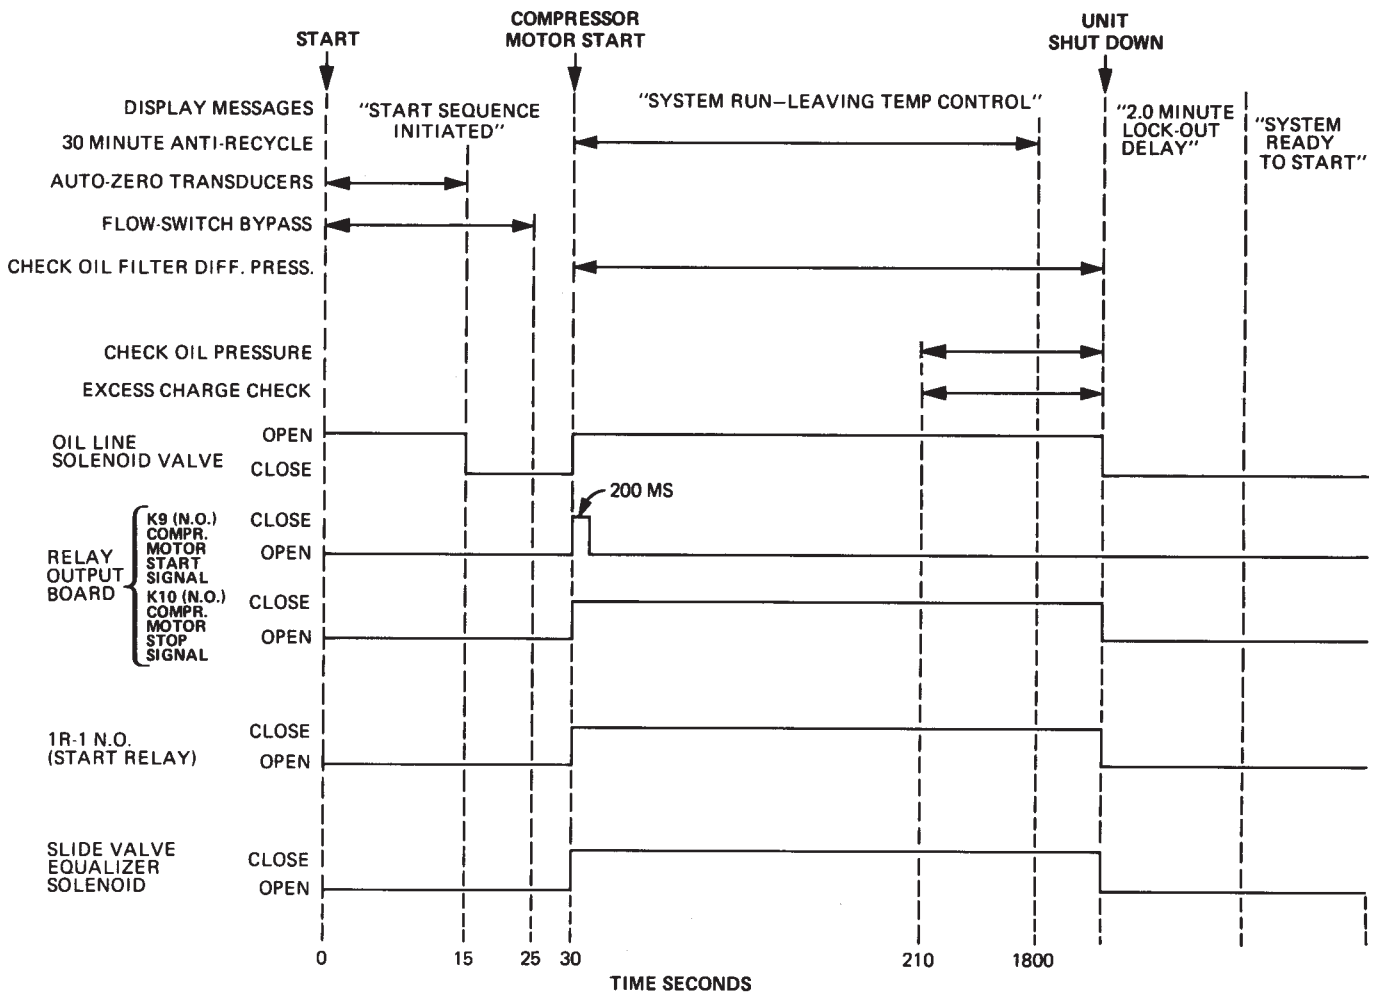 START
COMPRESSOR
MOTOR START
UNIT
SHUT DOWN
DISPLAY MESSAGES
"START SEQUENCE
INITIATED"
"SYSTEM RUN–LEAVING TEMP CONTROL"
"2.0 MINUTE
LOCK-OUT
DELAY"
"SYSTEM
READY
TO START"
30 MINUTE ANTI-RECYCLE
AUTO-ZERO TRANSDUCERS
FLOW-SWITCH BYPASS
CHECK OIL FILTER DIFF. PRESS.
CHECK OIL PRESSURE
EXCESS CHARGE CHECK
OIL LINE
SOLENOID VALVE
OPEN
CLOSE
200 MS
RELAY
OUTPUT
BOARD
K9 (N.O.)
COMPR.
MOTOR
START
SIGNAL
CLOSE
OPEN
K10 (N.O.)
COMPR.
MOTOR
STOP
SIGNAL
CLOSE
OPEN
1R-1 N.O.
(START RELAY)
CLOSE
OPEN
SLIDE VALVE
EQUALIZER
SOLENOID
CLOSE
OPEN
0 15 25 30 210 1800
TIME SECONDS